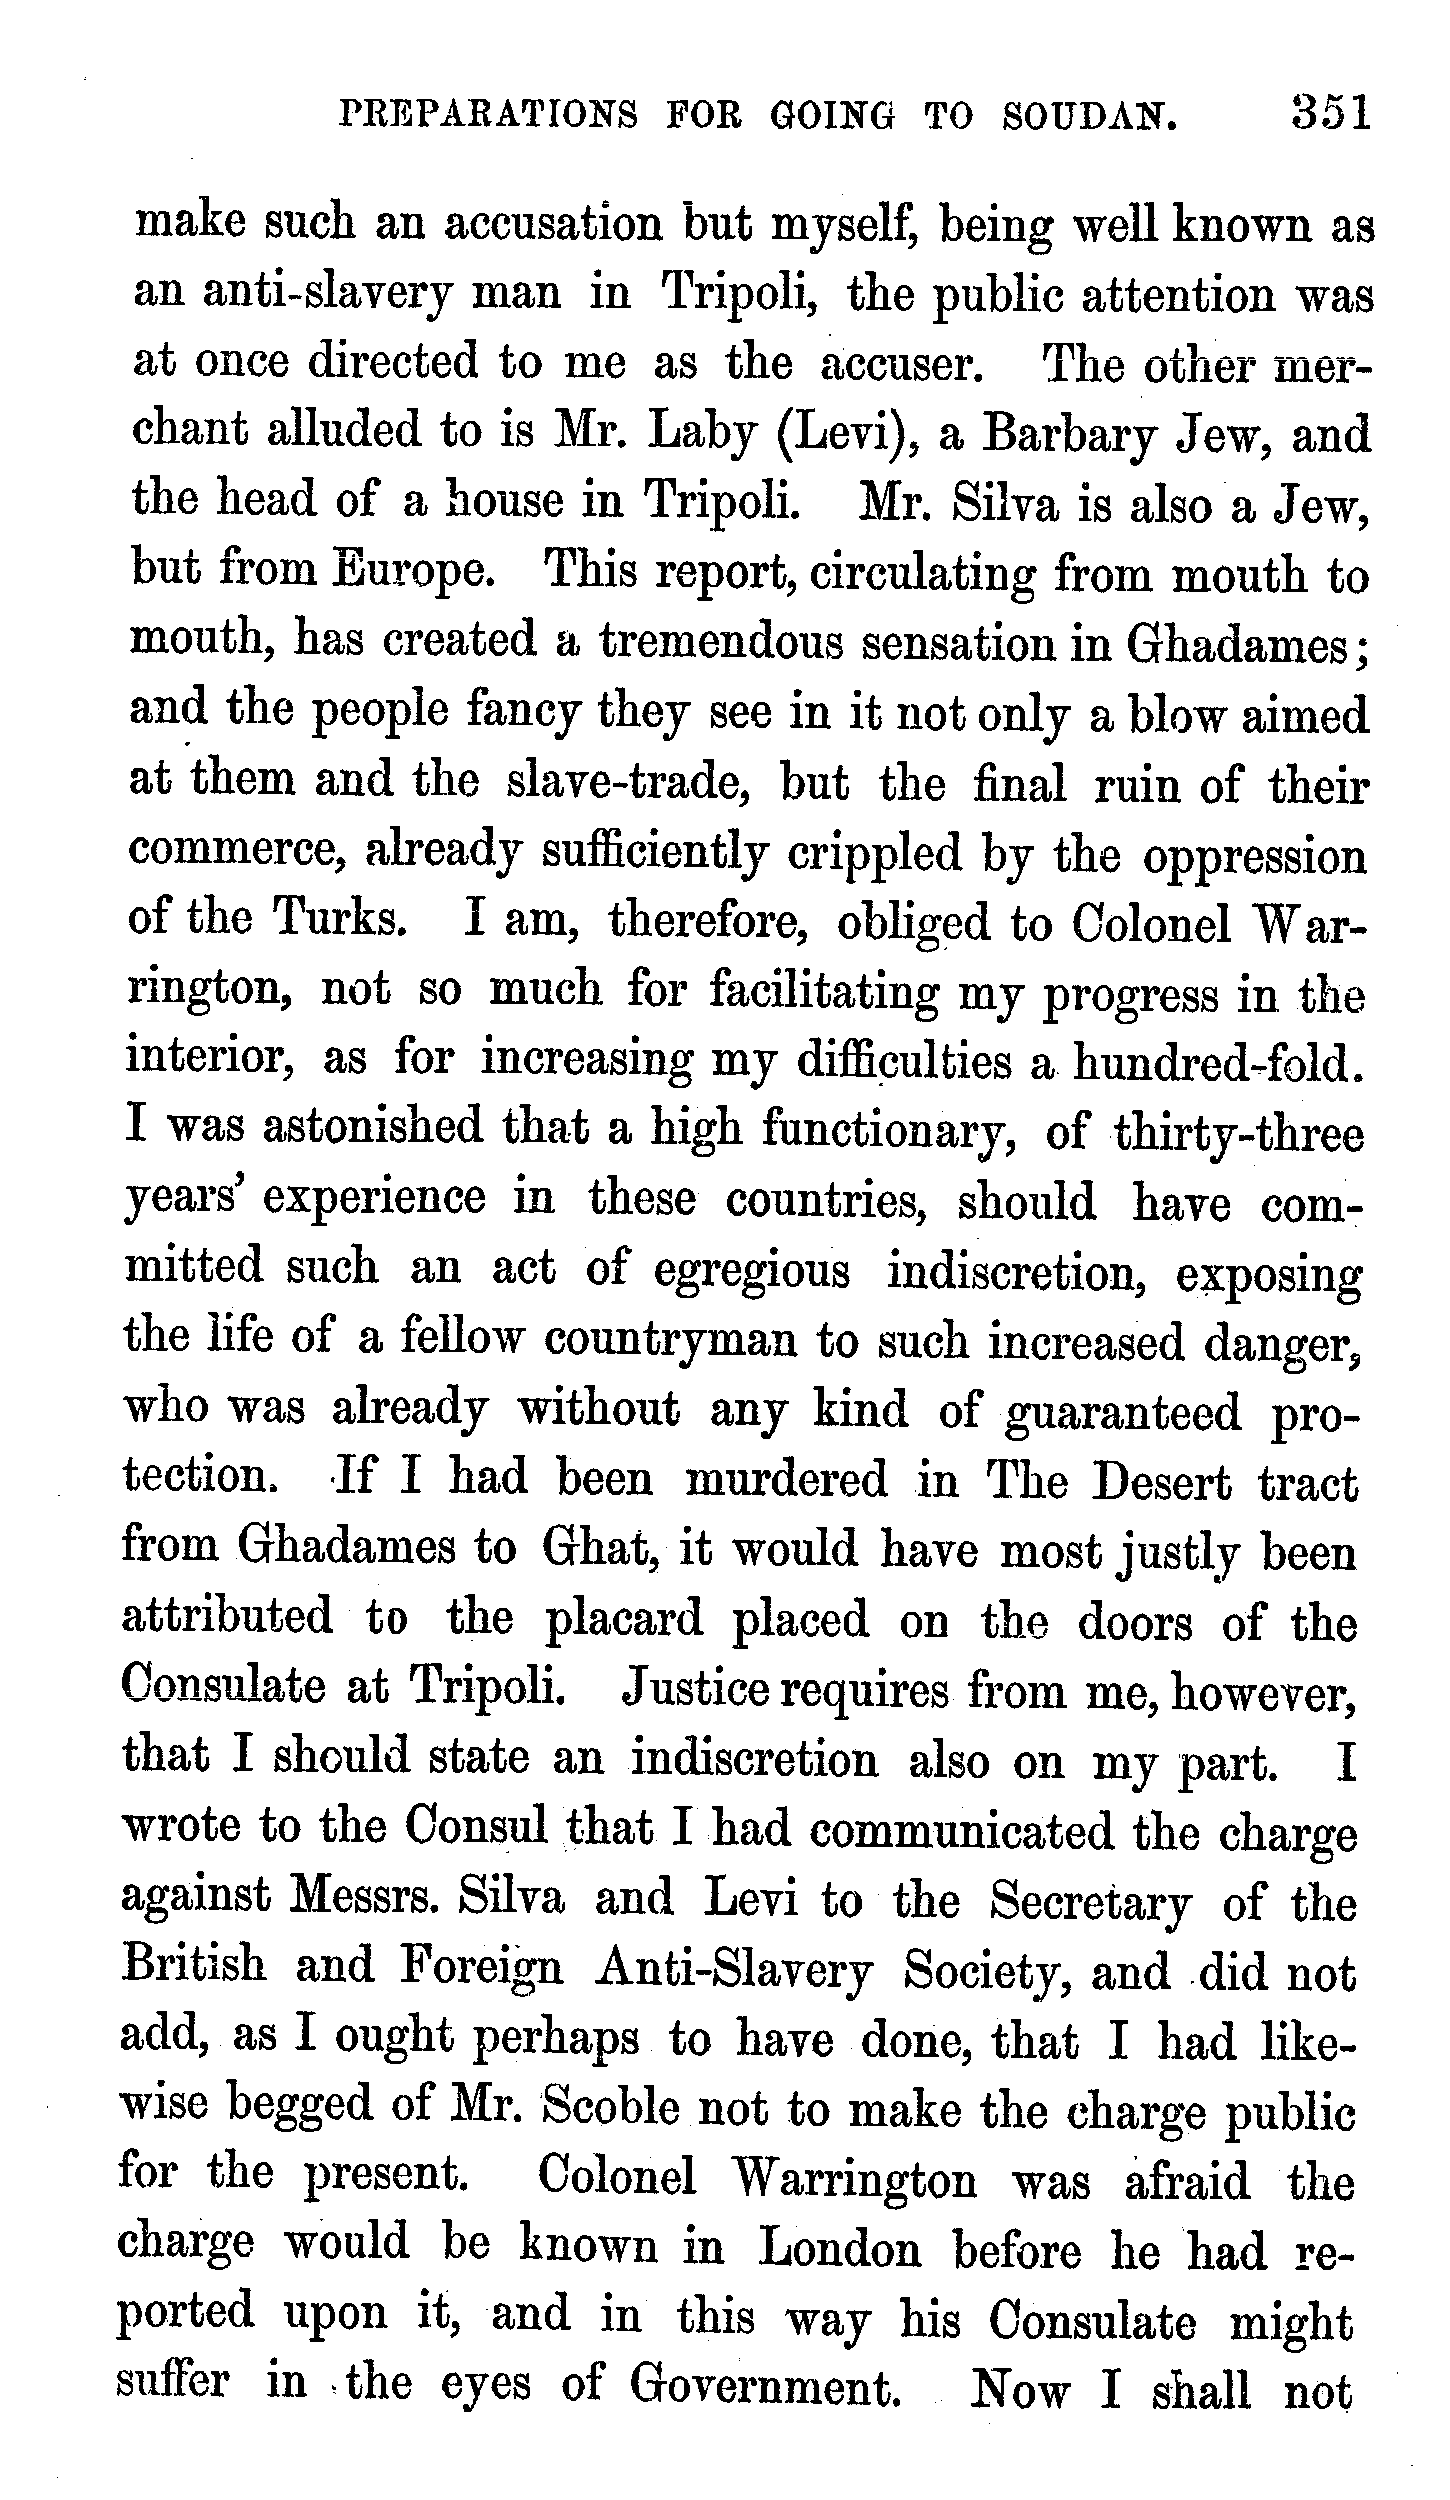 PREPARATIONS FOR GOING TO SOUDAN. 351
make such an accusation but myself, being well known as
an anti-slavery man in Tripoli, the public attention was
at once directed to me as the accuser. The other mer-
chant alluded to is Mr. Laby (Levi), a Barbary Jew, and
the head of a house in Tripoli. Mr. Silva is also a Jew,
but from Europe. This report, circulating from mouth to
mouth, has created a tremendous sensation in Ghadames;
and the people fancy they see in it not only a blow aimed
at them and the slave-trade, but the final ruin of their
commerce, already sufficiently crippled by the oppression
of the Turks. I am, therefore, obliged to Colonel War-
rington, not so much for facilitating my progress in the
interior, as for increasing my difficulties a hundred-fold.
I was astonished that a high functionary, of thirty-three
years' experience in these countries, should have com-
mitted such an act of egregious indiscretion, exposing
the life of a fellow countryman to such increased danger,
who was already without any kind of guaranteed pro-
tection. If I had been murdered in The Desert tract
from Ghadames to Ghat, it would have most justly been
attributed to the placard placed on the doors of the
Consulate at Tripoli. Justice requires from me, however,
that I should state an indiscretion also on my part. I
wrote to the Consul that I had communicated the charge
against Messrs. Silva and Levi to the Secretary of the
British and Foreign Anti-Slavery Society, and did not
add, as I ought perhaps to have done, that I had like-
wise begged of Mr. Scoble not to make the charge public
for the present. Colonel Warrington was afraid the
charge would be known in London before he had re-
ported upon it, and in this way his Consulate might
suffer in the eyes of Government. Now I shall not